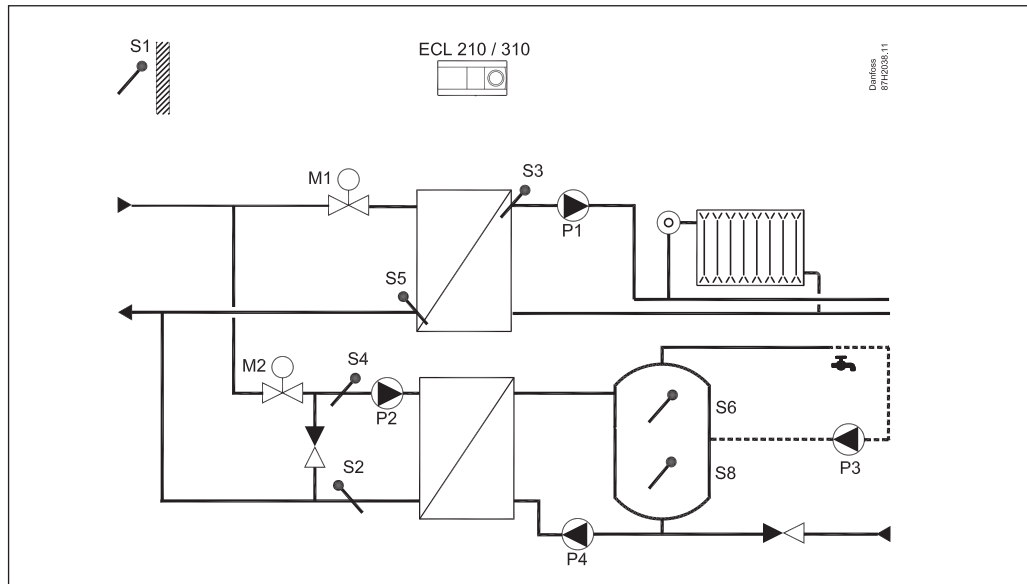 S1
ECL 210 / 310
Danfoss
87H2038.11
M1
S3
P1
S5
M2
S4
P2
S6
P3
S2
S8
P4